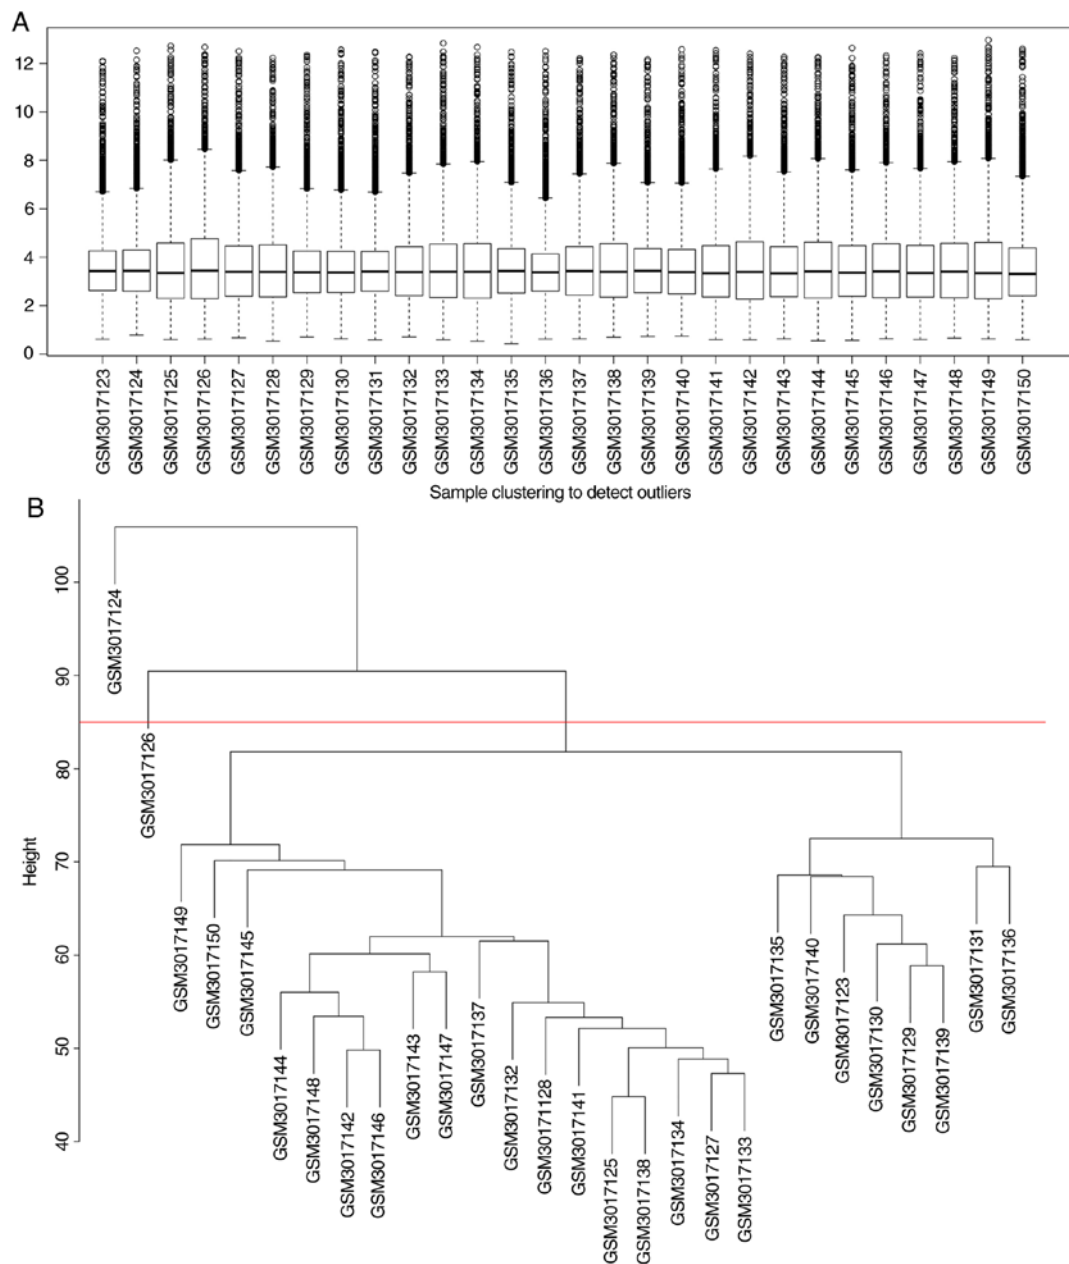 A
12
10
8
6
4
2
0
GSM3017123
GSM3017124
GSM3017125
GSM3017126
GSM3017127
GSM3017128
GSM3017129
GSM3017130
GSM3017131
GSM3017132
GSM3017133
GSM3017134
GSM3017135
GSM3017136
GSM3017137
GSM3017138
GSM3017139
GSM3017140
GSM3017141
GSM3017142
GSM3017143
GSM3017144
GSM3017145
GSM3017146
GSM3017147
GSM3017148
GSM3017149
GSM3017150
Sample clustering to detect outliers
B
Height
100
90
80
70
60
50
40
GSM3017124
GSM3017126
GSM3017149
GSM3017150
GSM3017145
GSM3017144
GSM3017148
GSM3017142
GSM3017146
GSM3017143
GSM3017147
GSM3017137
GSM3017132
GSM30171128
GSM3017141
GSM3017125
GSM3017138
GSM3017134
GSM3017127
GSM3017133
GSM3017135
GSM3017140
GSM3017123
GSM3017130
GSM3017129
GSM3017139
GSM3017131
GSM3017136